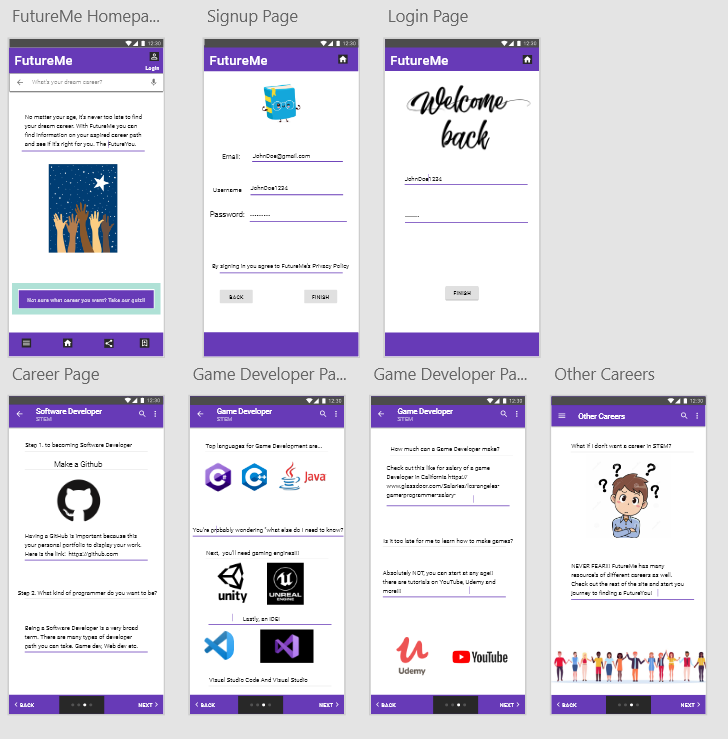 FutureMe Homepa...
Signup Page
Login Page
12:30
FutureMe
Login
What's your dream career?
No matter your age, it's never too late to find
your dream career. With FutureMe you can
find information on your aspired career path
and see if it's right for you. The FutureYou.
Not sure what career you want? Take our quiz!!
12:30
FutureMe
Email:
JohnDoe@gmail.com
Username
JohnDoe1234
Password:
By signing in you agree to FutureMe's Privacy Policy
BACK
FINISH
12:30
FutureMe
Welcome
back
JohnDoe1234
FINISH
Career Page
Game Developer Pa...
Game Developer Pa...
Other Careers
12:30
Software Developer
STEM
Step 1. to becoming Software Developer
Make a Github
Having a GitHub is important because this
your personal portfolio to display your work.
Here is the link: https://github.com
Step 2. What kind of programmer do you want to be?
Being a Software Developer is a very broad
term. There are many types of developer
path you can take. Game dev, Web dev etc.
BACK
NEXT
12:30
Game Developer
STEM
Top languages for Game Development are...
C#
C++
Java
You're probably wondering "what else do I need to know?
Next, you'll need gaming engines!!!
unity
UNREAL
ENGINE
Lastly, an IDE!
Visual Studio Code And Visual Studio
BACK
NEXT
12:30
Game Developer
STEM
How much can a Game Developer make?
Check out this like for salary of a game
Developer in California https://
www.glassdoor.com/Salaries/los-angeles-
game-programmer-salary-
Is it too late for me to learn how to make games?
Absolutely NOT, you can start at any age!!
there are tutorials on YouTube, Udemy and
more!!!
Udemy
YouTube
BACK
NEXT
12:30
Other Careers
What if I don't want a career in STEM?
NEVER FEAR!!! FutureMe has many
resource's of different careers as well.
Check out the rest of the site and start you
journey to finding a FutureYou!
BACK
NEXT